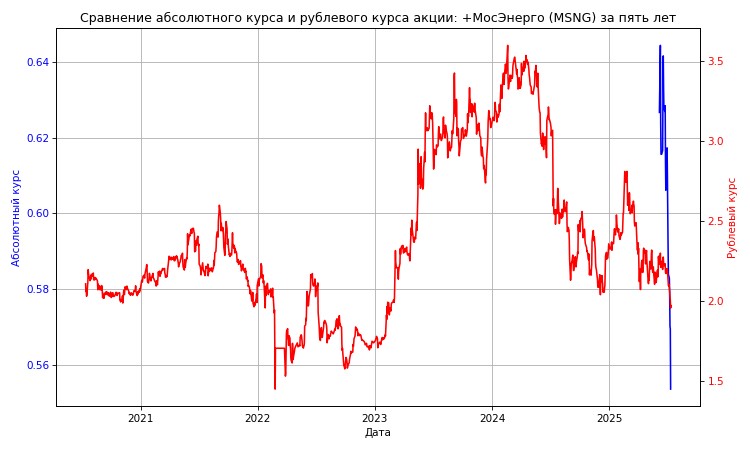 Сравнение абсолютного курса и рублевого курса акции: +МосЭнерго (MSNG) за пять лет
0.64
0.62
0.60
0.58
0.56
Абсолютный курс
3.5
3.0
2.5
2.0
1.5
Рублевый курс
2021 2022 2023 2024 2025
Дата